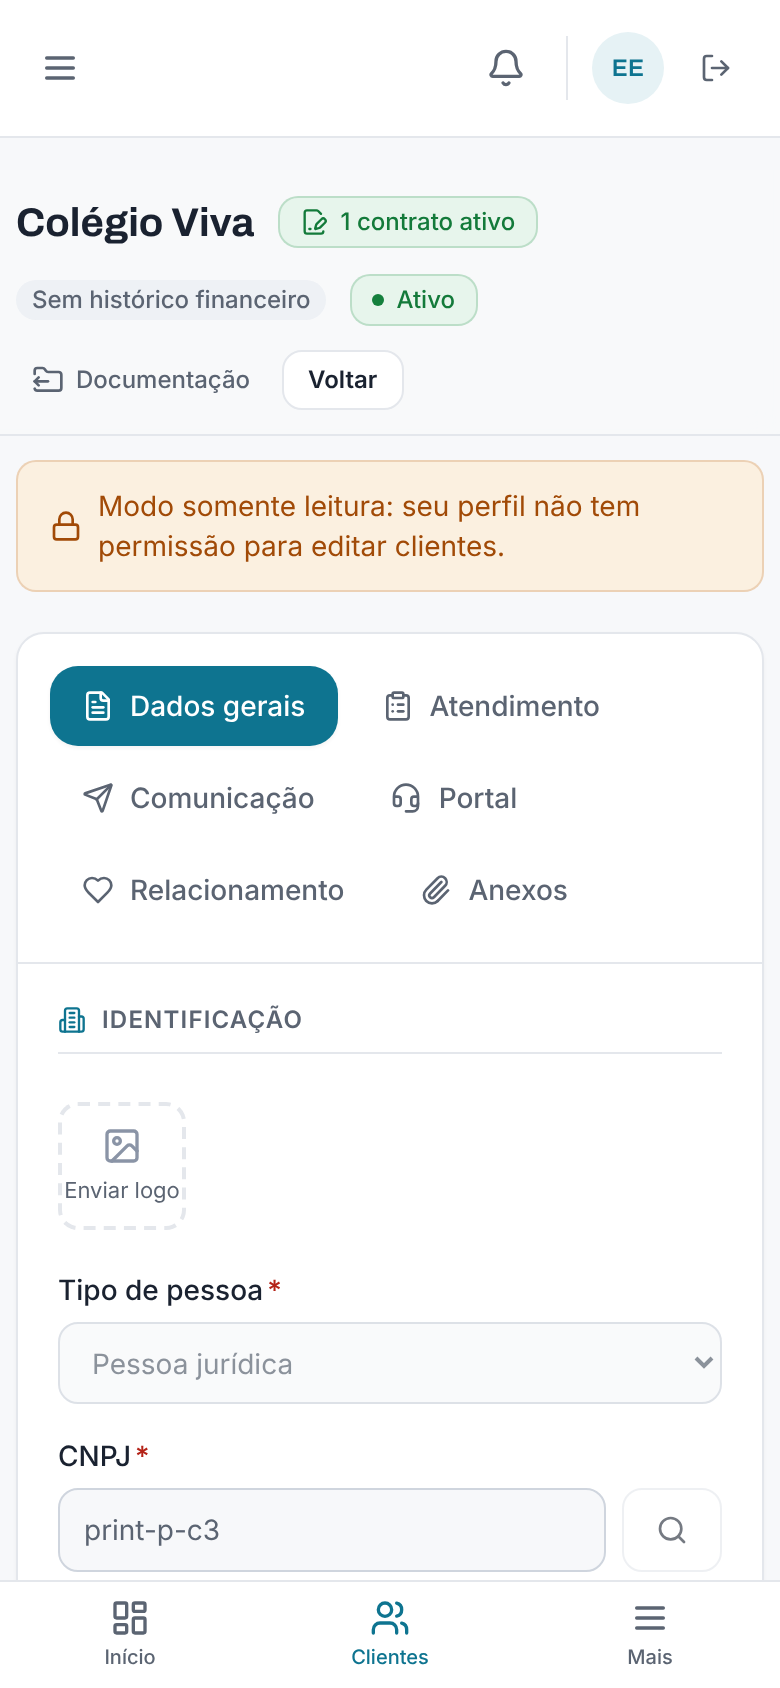 EE
Colégio Viva
1 contrato ativo
Sem histórico financeiro
Ativo
Documentação
Voltar
Modo somente leitura: seu perfil não tem
permissão para editar clientes.
Dados gerais
Atendimento
Comunicação
Portal
Relacionamento
Anexos
IDENTIFICAÇÃO
Enviar logo
Tipo de pessoa*
Pessoa jurídica
CNPJ*
print-p-c3
Início
Clientes
Mais